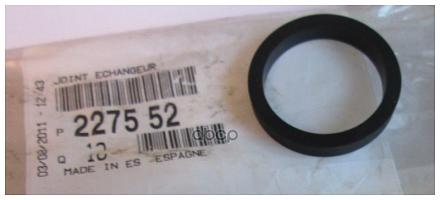 JOINT ECHANGEUR
P 2275 52
Q 10
MADE IN ES ESPAGNE
03/08/2011 - 12/43